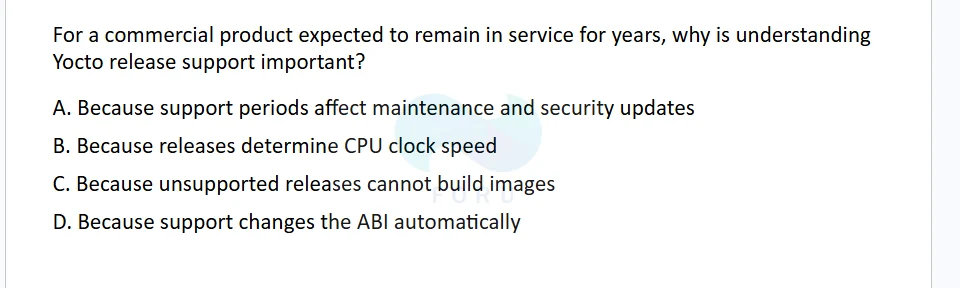 For a commercial product expected to remain in service for years, why is understanding
Yocto release support important?
A. Because support periods affect maintenance and security updates
B. Because releases determine CPU clock speed
C. Because unsupported releases cannot build images
D. Because support changes the ABI automatically